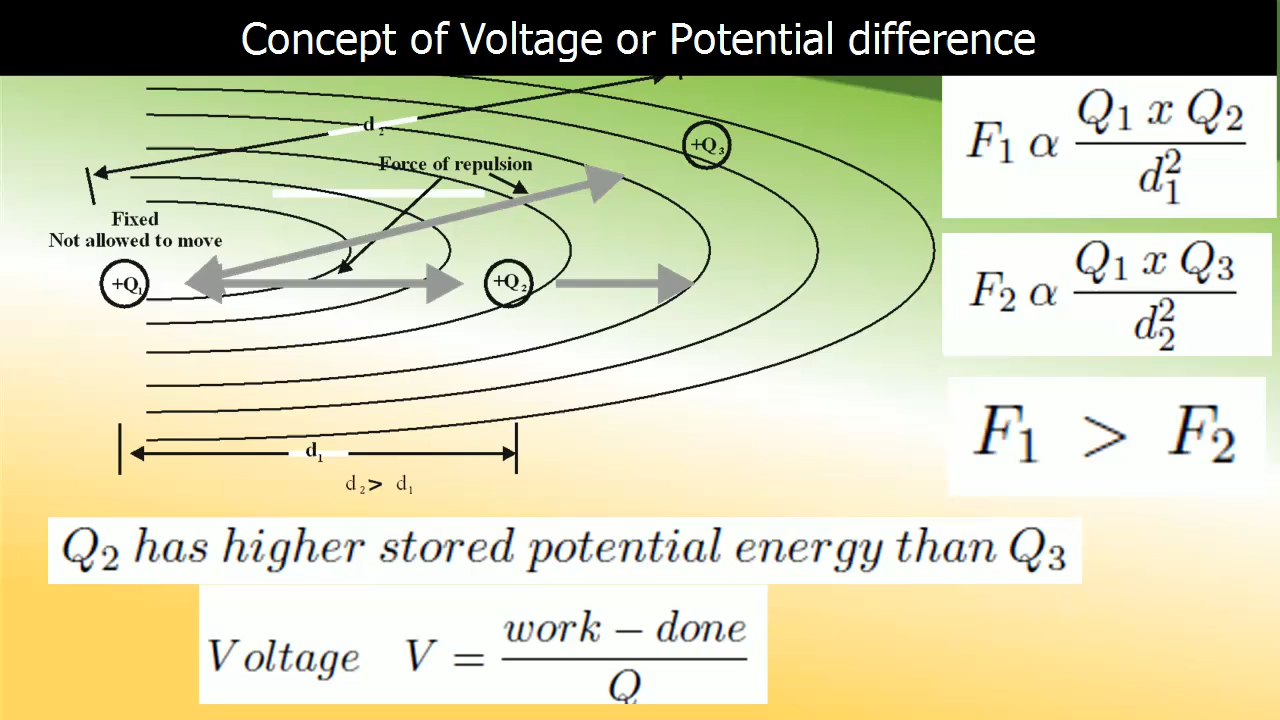 Concept of Voltage or Potential difference
d₂
Force of repulsion
Fixed
Not allowed to move
+Q₁
+Q₂
+Q₃
d₁
d₂ > d₁
F₁ α Q₁ x Q₂ / d₁²
F₂ α Q₁ x Q₃ / d₂²
F₁ > F₂
Q₂ has higher stored potential energy than Q₃
Voltage V = work - done / Q